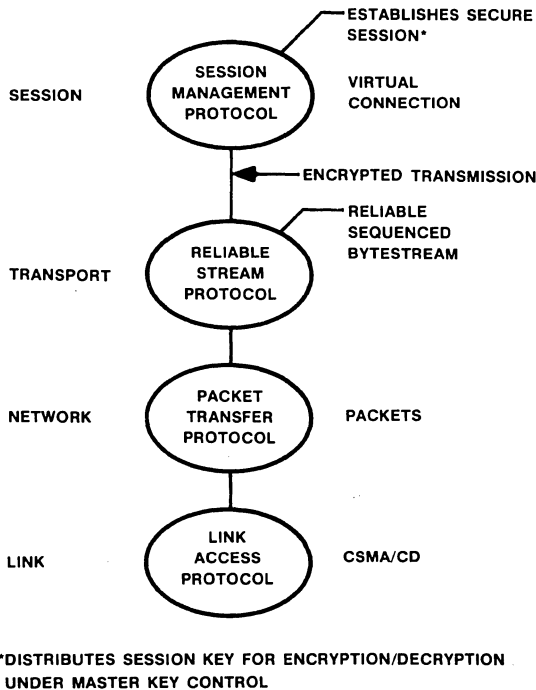 ESTABLISHES SECURE
SESSION*
SESSION
SESSION
MANAGEMENT
PROTOCOL
VIRTUAL
CONNECTION
ENCRYPTED TRANSMISSION
RELIABLE
SEQUENCED
BYTESTREAM
TRANSPORT
RELIABLE
STREAM
PROTOCOL
NETWORK
PACKET
TRANSFER
PROTOCOL
PACKETS
LINK
LINK
ACCESS
PROTOCOL
CSMA/CD
*DISTRIBUTES SESSION KEY FOR ENCRYPTION/DECRYPTION
UNDER MASTER KEY CONTROL